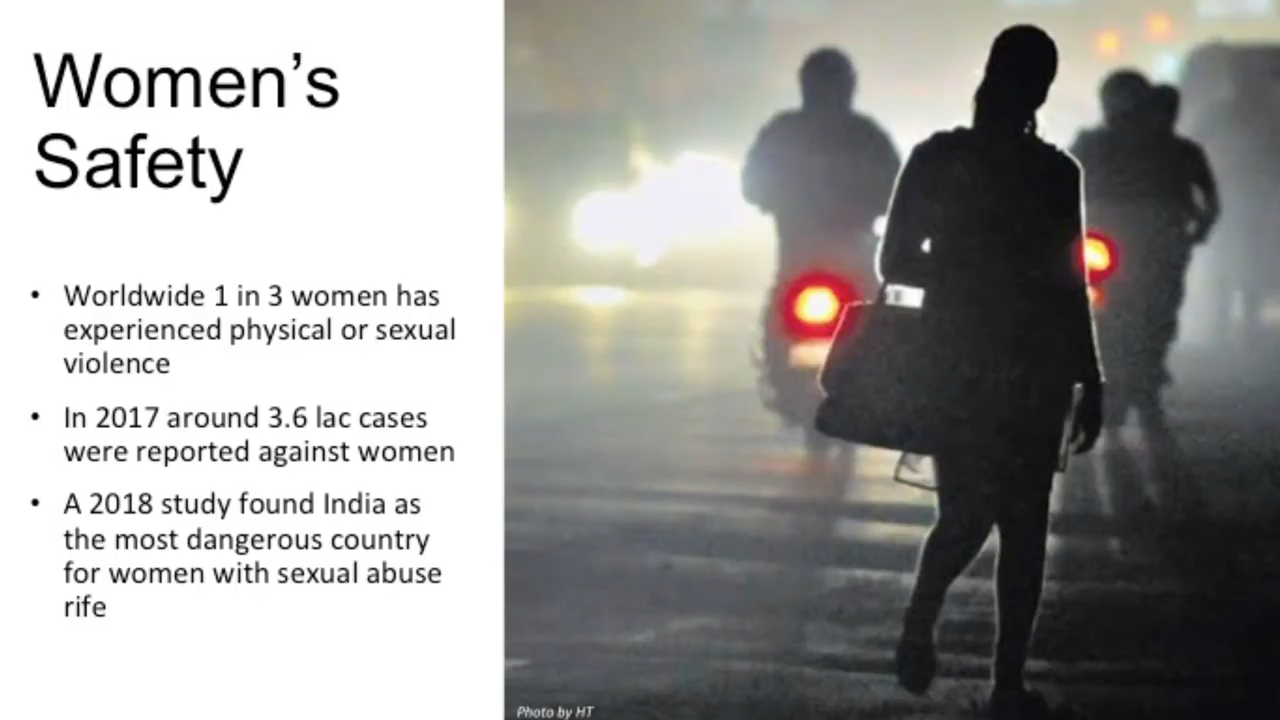 Women’s
Safety
• Worldwide 1 in 3 women has
experienced physical or sexual
violence
• In 2017 around 3.6 lac cases
were reported against women
• A 2018 study found India as
the most dangerous country
for women with sexual abuse
rife
Photo by HT